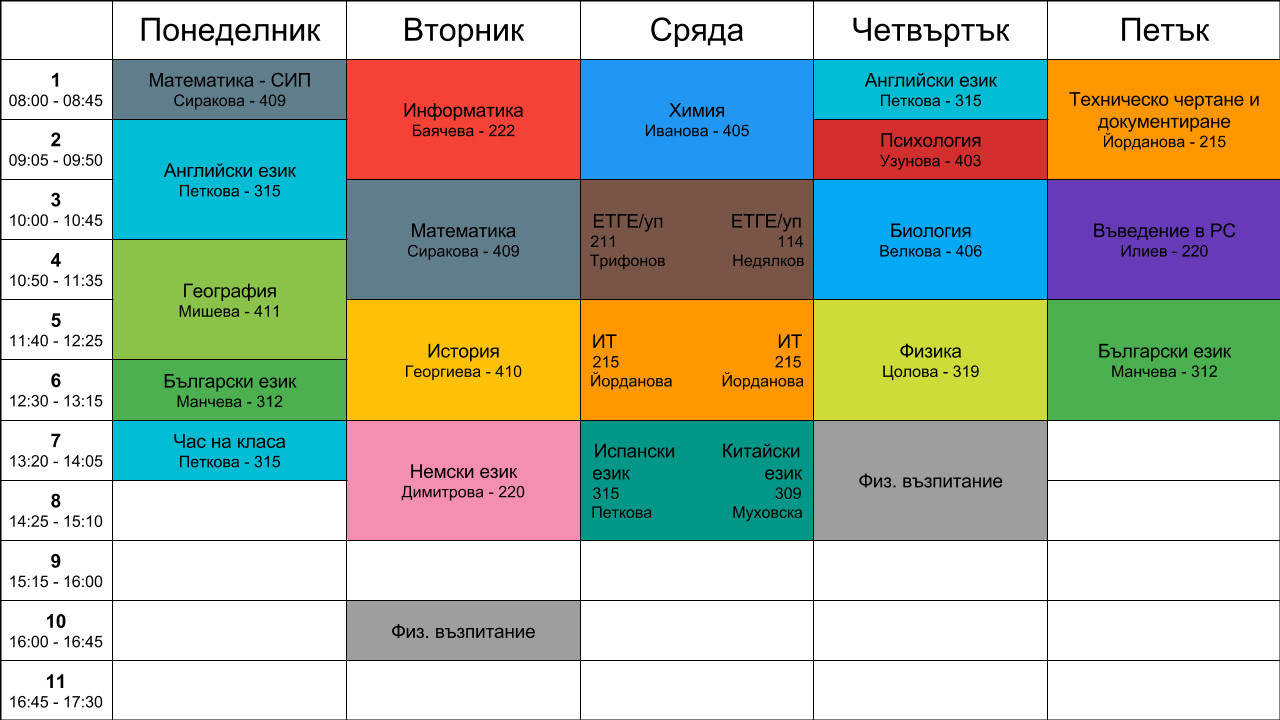 Понеделник
Вторник
Сряда
Четвъртък
Петък
1
08:00 - 08:45
Математика - СИП
Сиракова - 409
Информатика
Баячева - 222
Химия
Иванова - 405
Английски език
Петкова - 315
Техническо чертане и
документиране
Йорданова - 215
2
09:05 - 09:50
Английски език
Петкова - 315
Психология
Узунова - 403
3
10:00 - 10:45
Математика
Сиракова - 409
ЕТГЕ/уп
211
Трифонов
ЕТГЕ/уп
114
Недялков
Биология
Велкова - 406
Въведение в РС
Илиев - 220
4
10:50 - 11:35
География
Мишева - 411
5
11:40 - 12:25
История
Георгиева - 410
ИТ
215
Йорданова
ИТ
215
Йорданова
Физика
Цолова - 319
Български език
Манчева - 312
6
12:30 - 13:15
Български език
Манчева - 312
7
13:20 - 14:05
Час на класа
Петкова - 315
Немски език
Димитрова - 220
Испански
език
315
Петкова
Китайски
език
309
Муховска
Физ. възпитание
8
14:25 - 15:10
9
15:15 - 16:00
10
16:00 - 16:45
Физ. възпитание
11
16:45 - 17:30